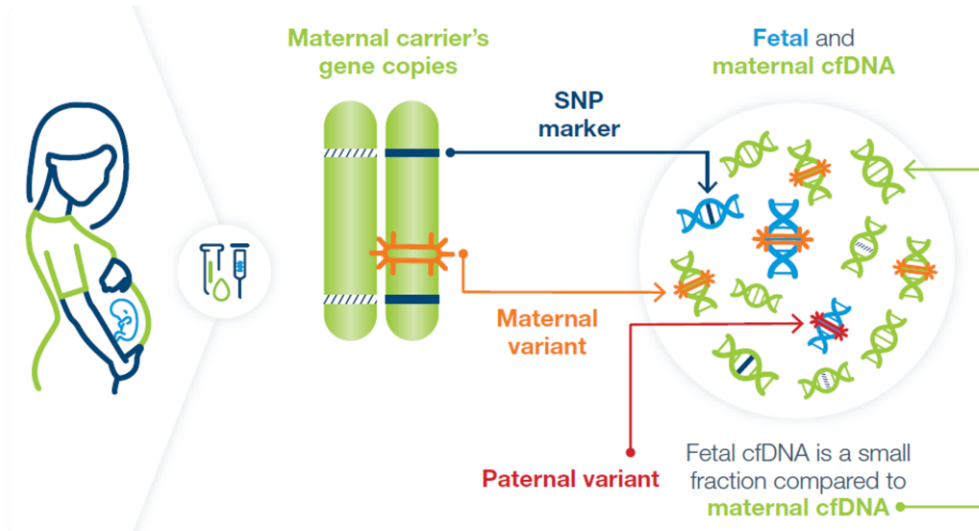 Maternal carrier's
gene copies
Fetal and
maternal cfDNA
SNP
marker
Maternal
variant
Paternal variant
Fetal cfDNA is a small
fraction compared to
maternal cfDNA